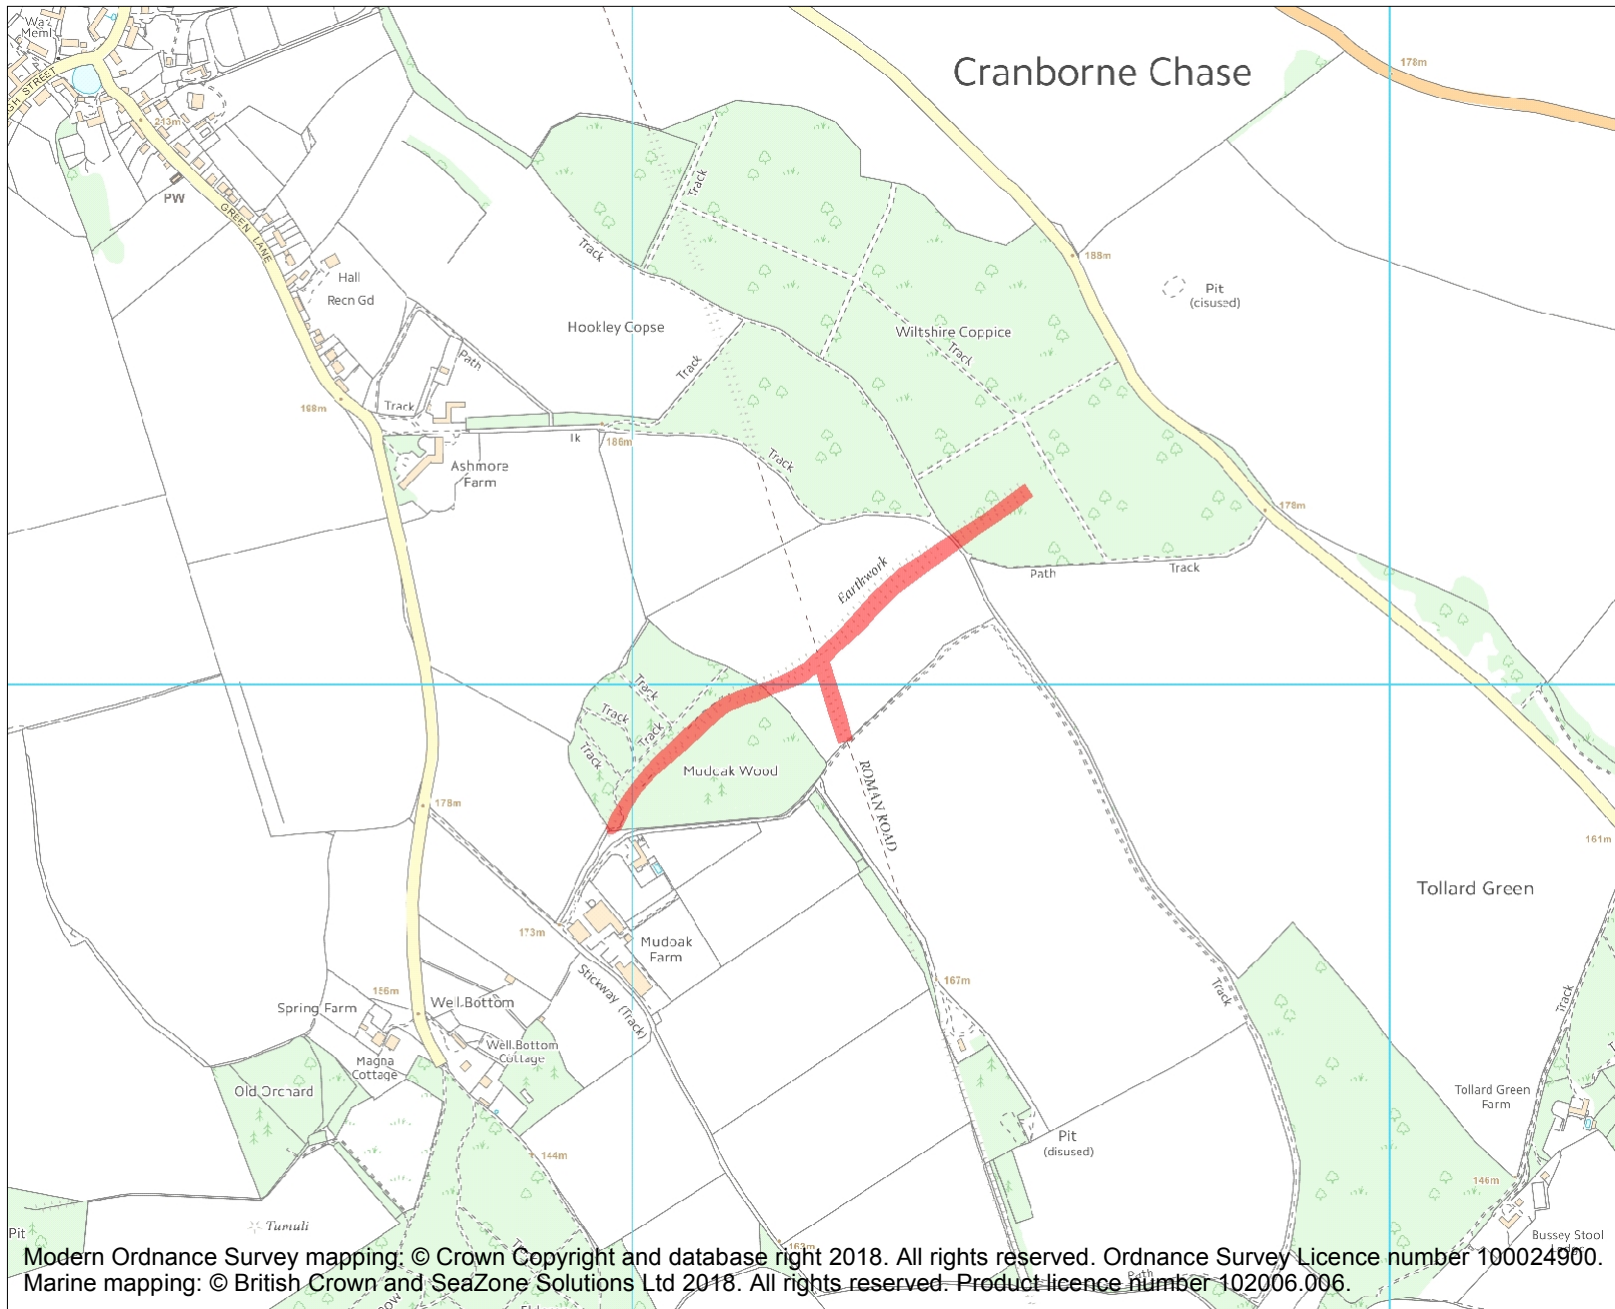 Cranborne Chase
178m
War
Meml
GH STREET
213m
PW
GREEN LANE
Hall
Recn Gd
Track
Track
188m
Pit
(cisused)
Hookley Copse
Wiltshire Coppice
Track
Track
Path
Track
168m
186m
Ashmore
Farm
Track
178m
Earthwork
Path
Track
Track
Track
Track
Track
Mudoak Wood
178m
ROMAN ROAD
161m
Tollard Green
173m
Mudoak
Farm
Stickway (Track)
167m
Track
Track
156m
Spring Farm
Well Bottom
Well Bottom
Cottage
Magna
Cottage
Old Orchard
Tollard Green
Farm
Pit
(disused)
144m
146m
Tumuli
Pit
163m
Bussey Stool
Path
Modern Ordnance Survey mapping: © Crown Copyright and database right 2018. All rights reserved. Ordnance Survey Licence number 100024900.
Marine mapping: © British Crown and SeaZone Solutions Ltd 2018. All rights reserved. Product licence number 102006.006.